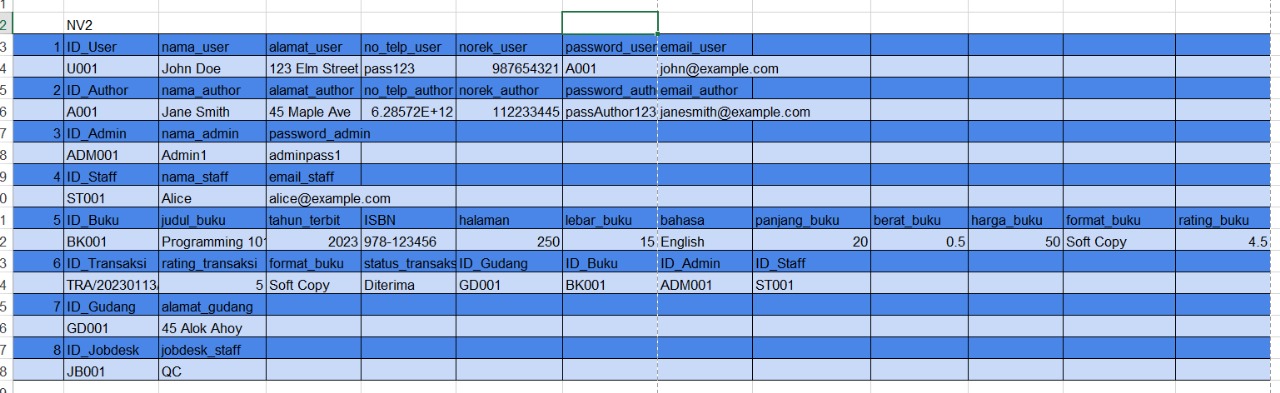 1
2 NV2
3 1 ID_User nama_user alamat_user no_telp_user norek_user password_user email_user
4 U001 John Doe 123 Elm Street pass123 987654321 A001 john@example.com
5 2 ID_Author nama_author alamat_author no_telp_author norek_author password_auth email_author
6 A001 Jane Smith 45 Maple Ave 6.28572E+12 112233445 passAuthor123 janesmith@example.com
7 3 ID_Admin nama_admin password_admin
8 ADM001 Admin1 adminpass1
9 4 ID_Staff nama_staff email_staff
0 ST001 Alice alice@example.com
1 5 ID_Buku judul_buku tahun_terbit ISBN halaman lebar_buku bahasa panjang_buku berat_buku harga_buku format_buku rating_buku
2 BK001 Programming 101 2023 978-123456 250 15 English 20 0.5 50 Soft Copy 4.5
3 6 ID_Transaksi rating_transaksi format_buku status_transaks ID_Gudang ID_Buku ID_Admin ID_Staff
4 TRA/20230113/ 5 Soft Copy Diterima GD001 BK001 ADM001 ST001
5 7 ID_Gudang alamat_gudang
6 GD001 45 Alok Ahoy
7 8 ID_Jobdesk jobdesk_staff
8 JB001 QC